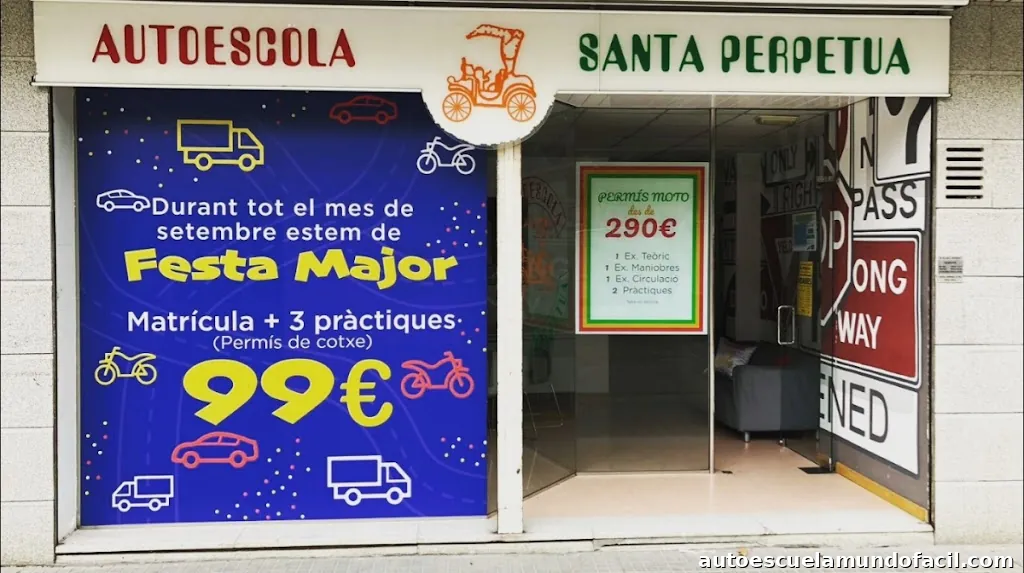 AUTOESCOLA SANTA PERPETUA
Durant tot el mes de
setembre estem de
Festa Major
Matrícula + 3 pràctiques
(Permís de cotxe)
99€
PERMÍS MOTO
des de
290€
1 Ex. Teòric
1 Ex. Maniobres
1 Ex. Circulació
2 Pràctiques
ONLY
PASS
ONG
WAY
ENED
autoescuelamundofacil.com